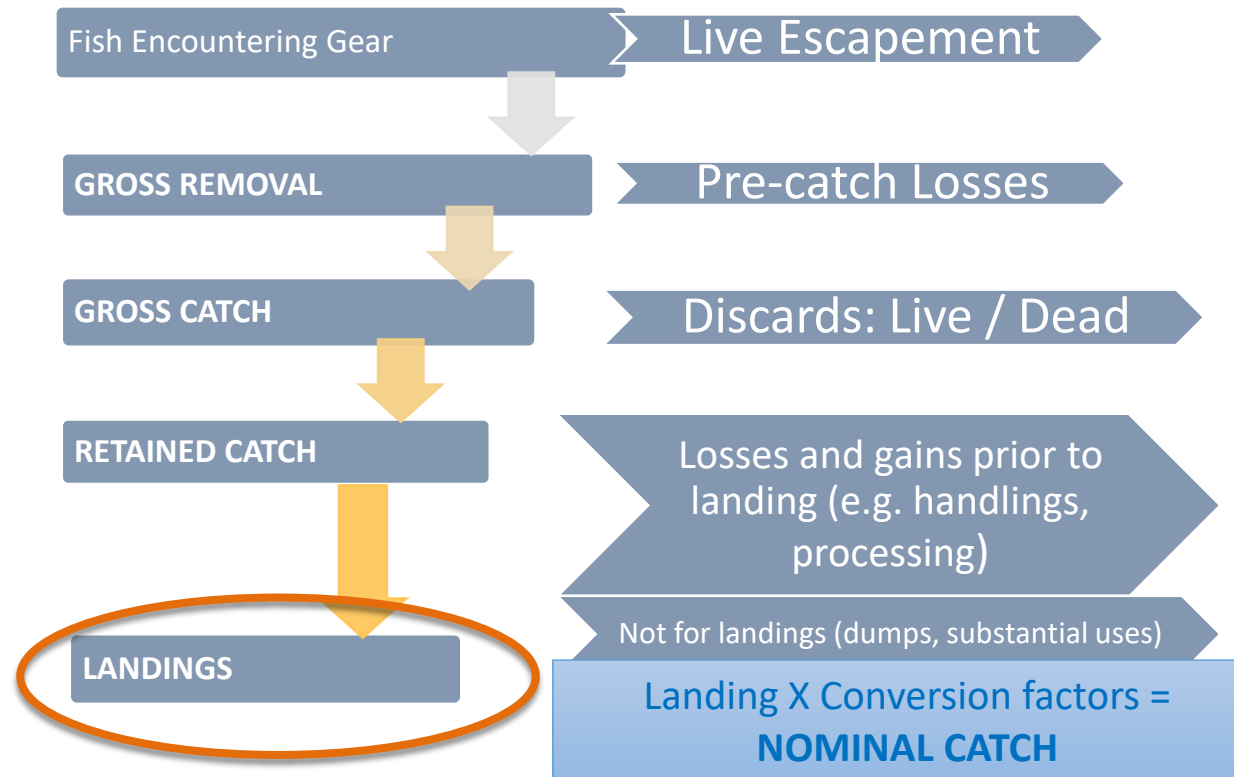 Fish Encountering Gear
Live Escapement
GROSS REMOVAL
Pre-catch Losses
GROSS CATCH
Discards: Live / Dead
RETAINED CATCH
Losses and gains prior to
landing (e.g. handlings,
processing)
LANDINGS
Not for landings (dumps, substantial uses)
Landing X Conversion factors =
NOMINAL CATCH